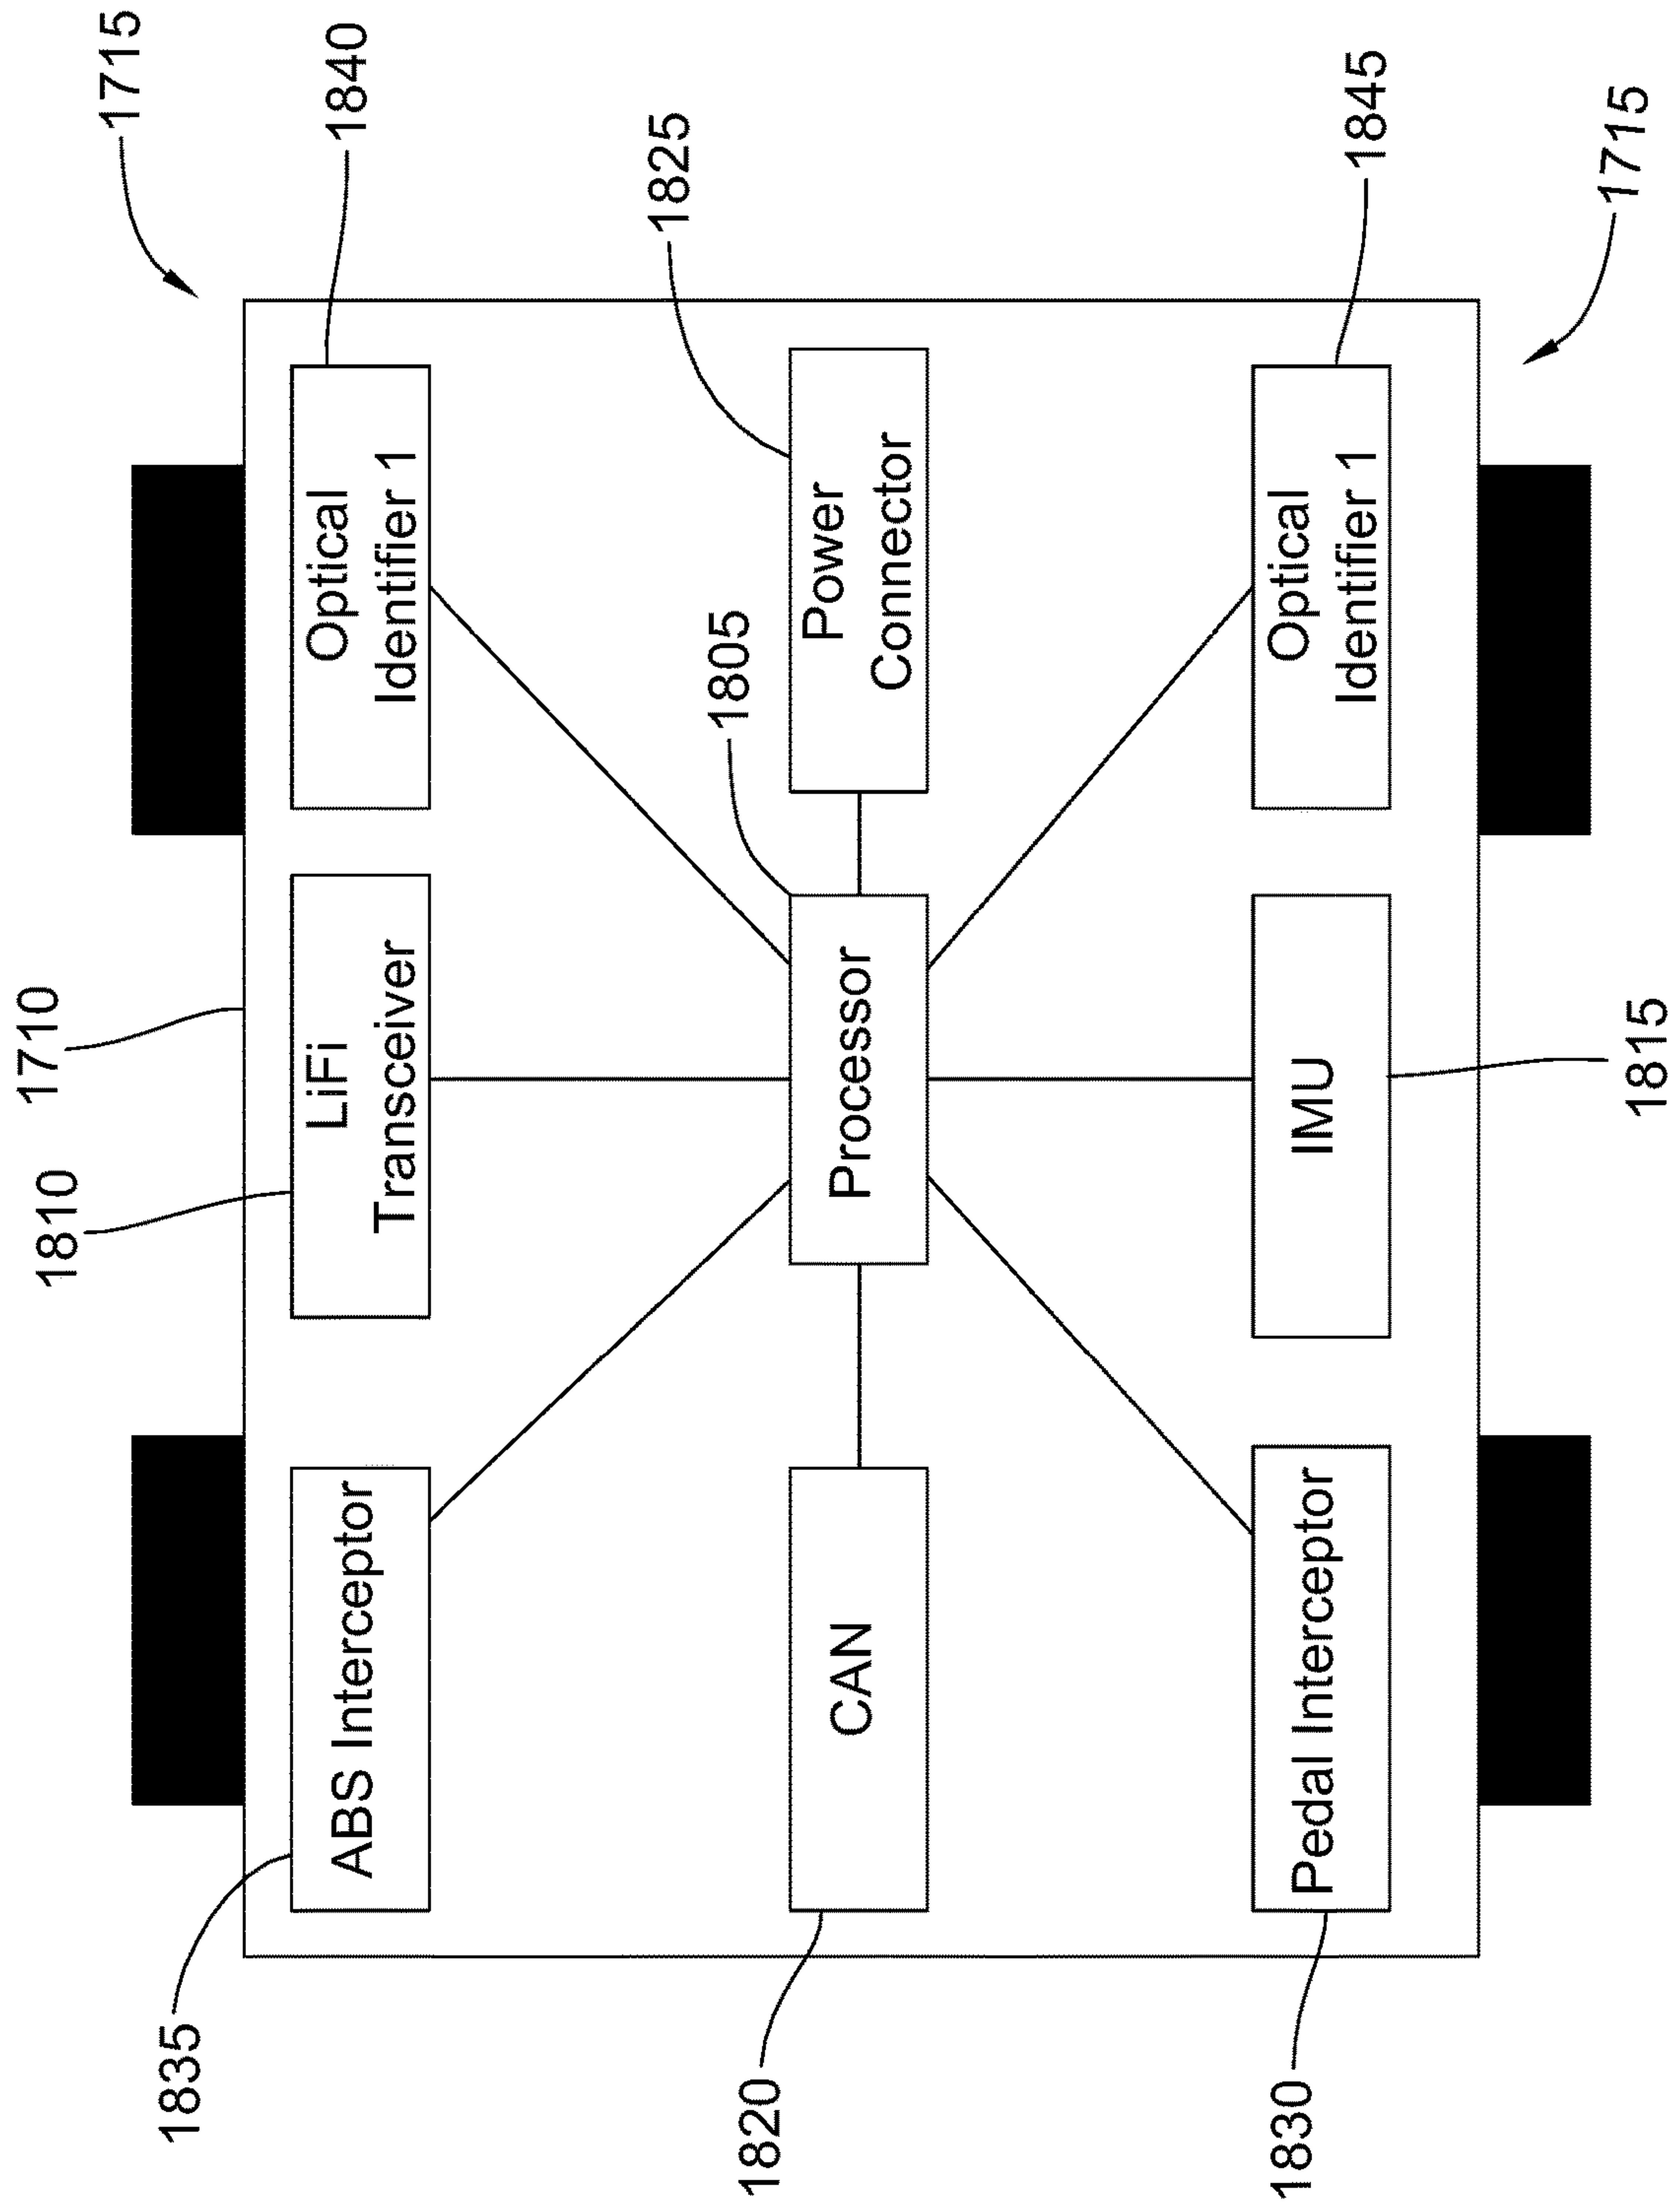 1810
1710
1715
1835
1840
ABS Interceptor
LiFi
Transceiver
Optical
Identifier 1
1825
1805
CAN
Processor
Power
Connector
1820
Pedal Interceptor
IMU
Optical
Identifier 1
1845
1830
1815
1715